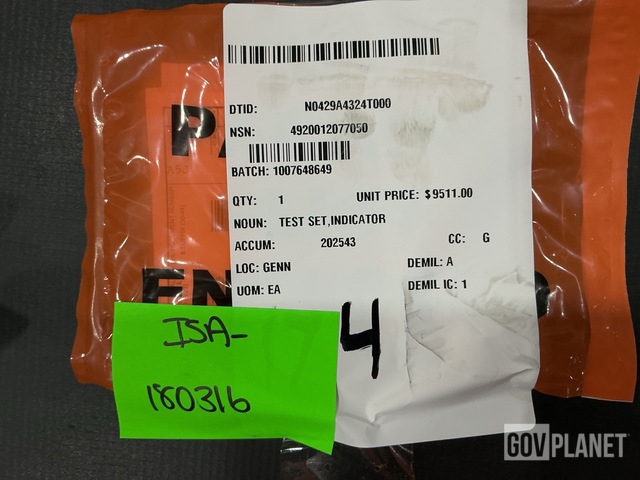 DTID: N0429A4324T000
NSN: 4920012077050
BATCH: 1007648649
QTY: 1 UNIT PRICE: $9511.00
NOUN: TEST SET,INDICATOR
ACCUM: 202543 CC: G
LOC: GENN DEMIL: A
UOM: EA DEMIL IC: 1
4
ISA-
180316
GOVPLANET